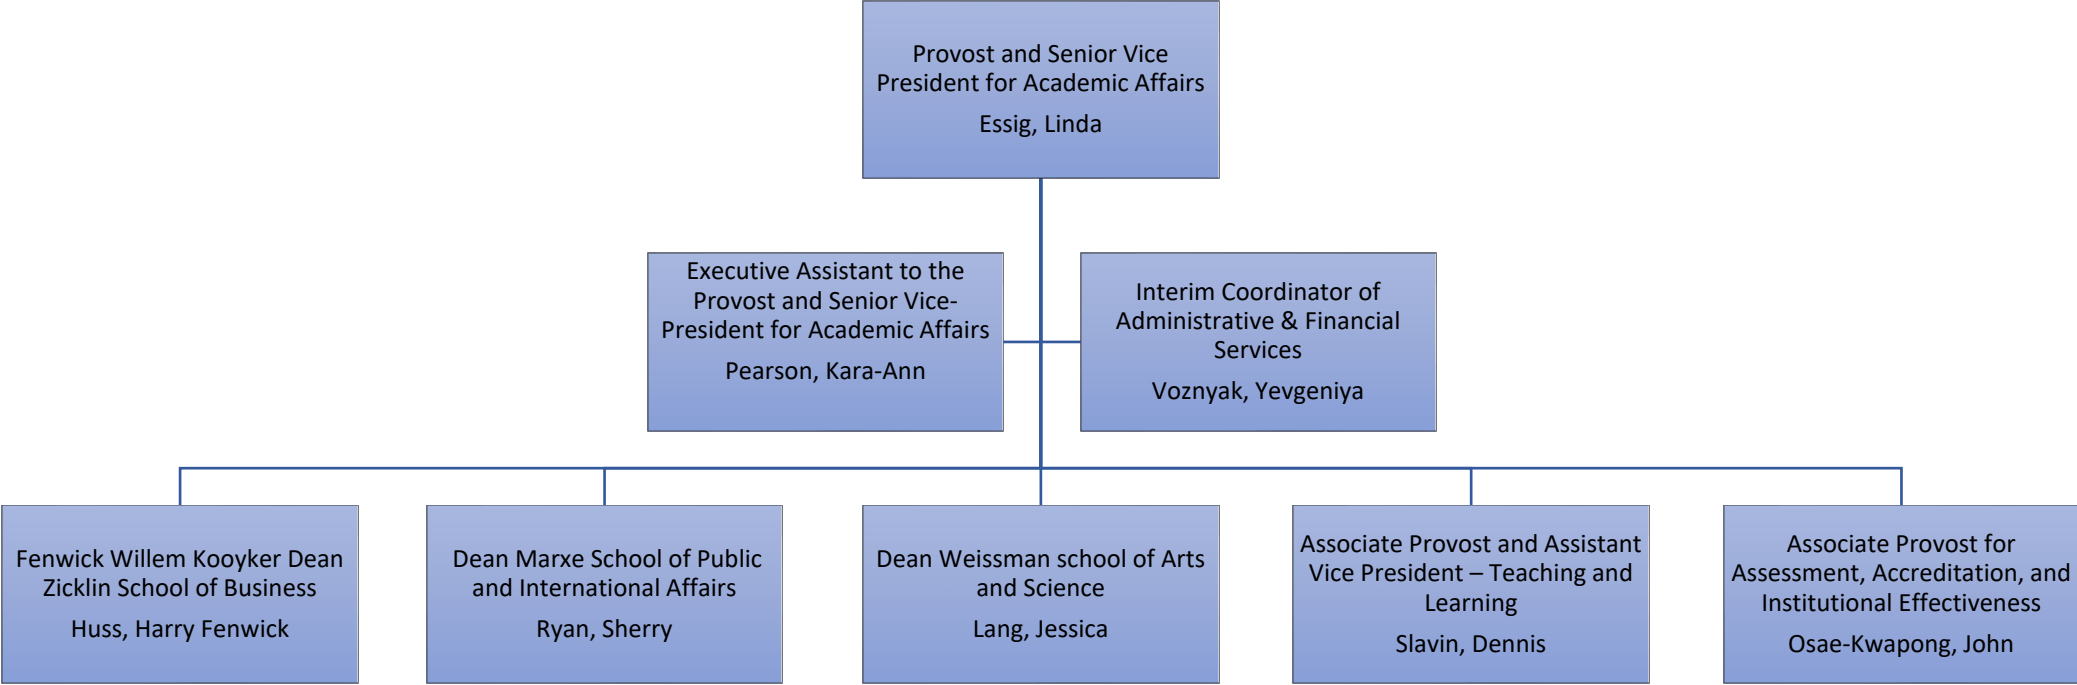 Provost and Senior Vice
President for Academic Affairs
Essig, Linda
Executive Assistant to the
Provost and Senior Vice-
President for Academic Affairs
Pearson, Kara-Ann
Interim Coordinator of
Administrative & Financial
Services
Voznyak, Yevgeniya
Fenwick Willem Kooyker Dean
Zicklin School of Business
Huss, Harry Fenwick
Dean Marxe School of Public
and International Affairs
Ryan, Sherry
Dean Weissman school of Arts
and Science
Lang, Jessica
Associate Provost and Assistant
Vice President – Teaching and
Learning
Slavin, Dennis
Associate Provost for
Assessment, Accreditation, and
Institutional Effectiveness
Osae-Kwapong, John